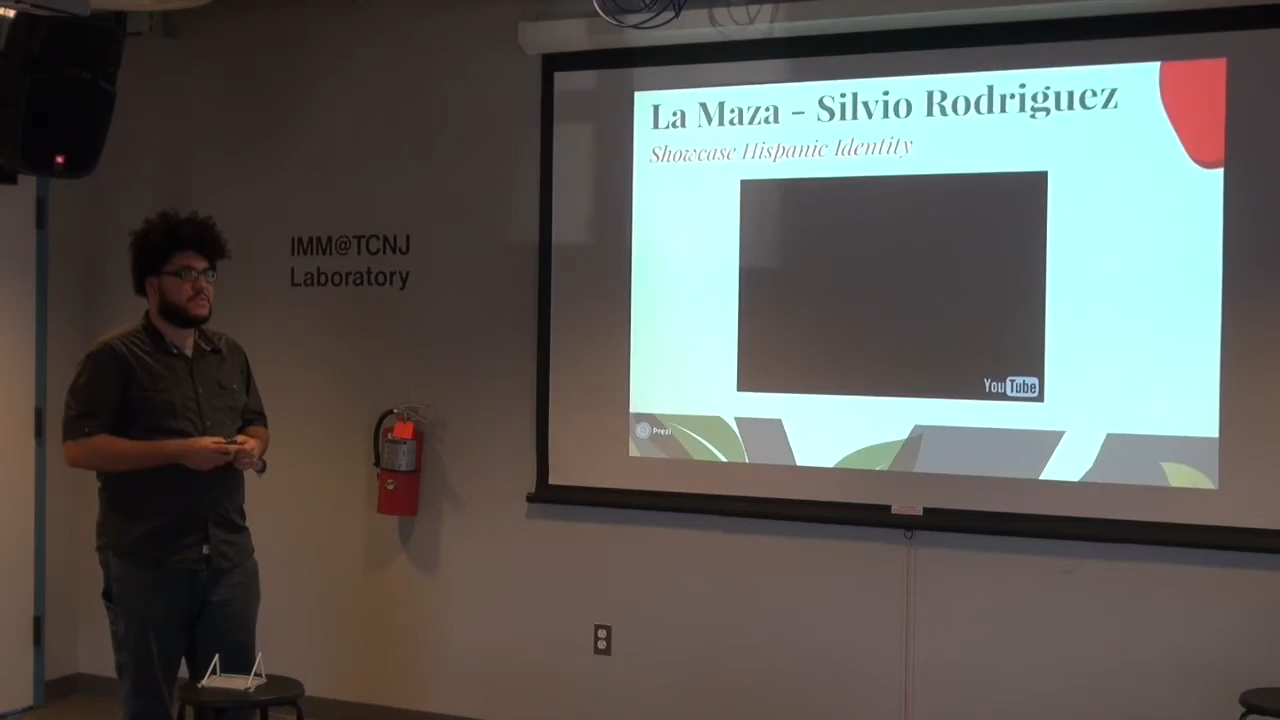 La Maza - Silvio Rodriguez
Showcase Hispanic Identity
IMM@TCNJ
Laboratory
YouTube
Prezi